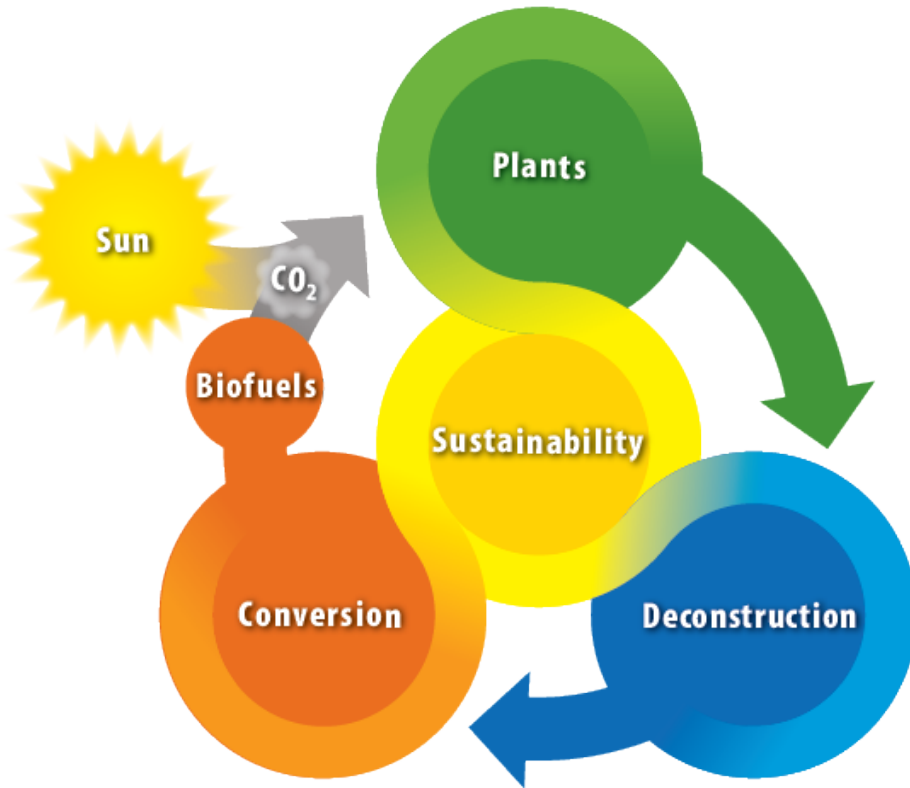 Plants
Sun
CO₂
Biofuels
Sustainability
Conversion
Deconstruction